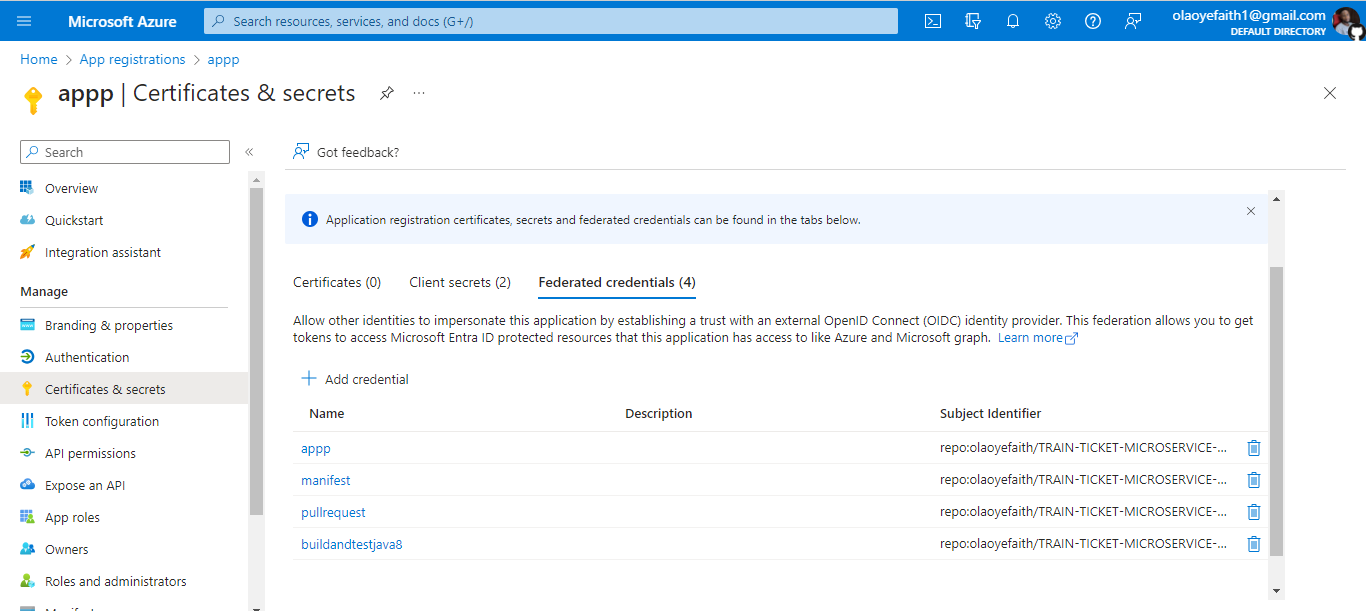 Microsoft Azure
Search resources, services, and docs (G+/)
olaoyefaith1@gmail.com
DEFAULT DIRECTORY
Home > App registrations > appp
appp | Certificates & secrets
Search
Got feedback?
Overview
Quickstart
Integration assistant
Manage
Branding & properties
Authentication
Certificates & secrets
Token configuration
API permissions
Expose an API
App roles
Owners
Roles and administrators
Application registration certificates, secrets and federated credentials can be found in the tabs below.
Certificates (0) Client secrets (2) Federated credentials (4)
Allow other identities to impersonate this application by establishing a trust with an external OpenID Connect (OIDC) identity provider. This federation allows you to get
tokens to access Microsoft Entra ID protected resources that this application has access to like Azure and Microsoft graph. Learn more
Add credential
Name Description Subject Identifier
appp repo:olaoyefaith/TRAIN-TICKET-MICROSERVICE-...
manifest repo:olaoyefaith/TRAIN-TICKET-MICROSERVICE-...
pullrequest repo:olaoyefaith/TRAIN-TICKET-MICROSERVICE-...
buildandtestjava8 repo:olaoyefaith/TRAIN-TICKET-MICROSERVICE-...